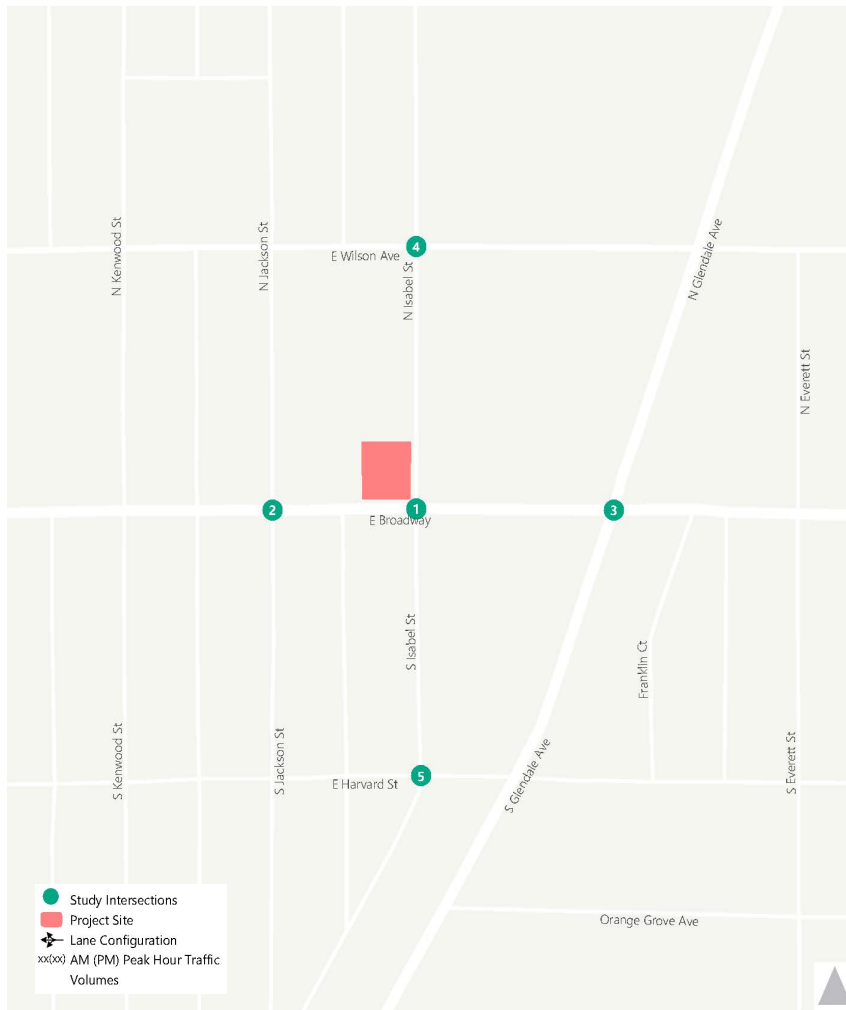 N Kenwood St
N Jackson St
E Wilson Ave
4
N Isabel St
N Glendale Ave
N Everett St
2
1
3
E Broadway
S Isabel St
Franklin Ct
S Kenwood St
S Jackson St
E Harvard St
5
S Glendale Ave
S Everett St
Orange Grove Ave
Study Intersections
Project Site
Lane Configuration
xx(xx) AM (PM) Peak Hour Traffic
Volumes